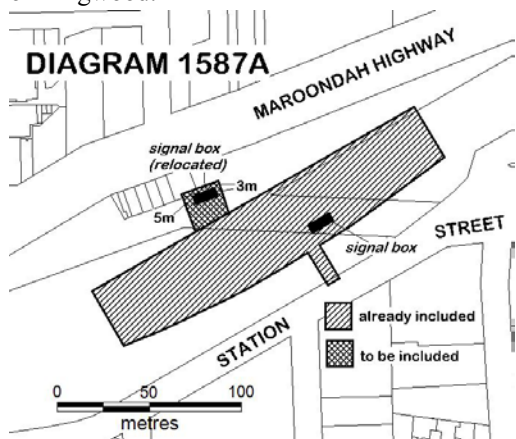 DIAGRAM 1587A
MAROONDAH HIGHWAY
signal box
(relocated)
3m
5m
signal box
STREET
STATION
already included
to be included
0 50 100
metres